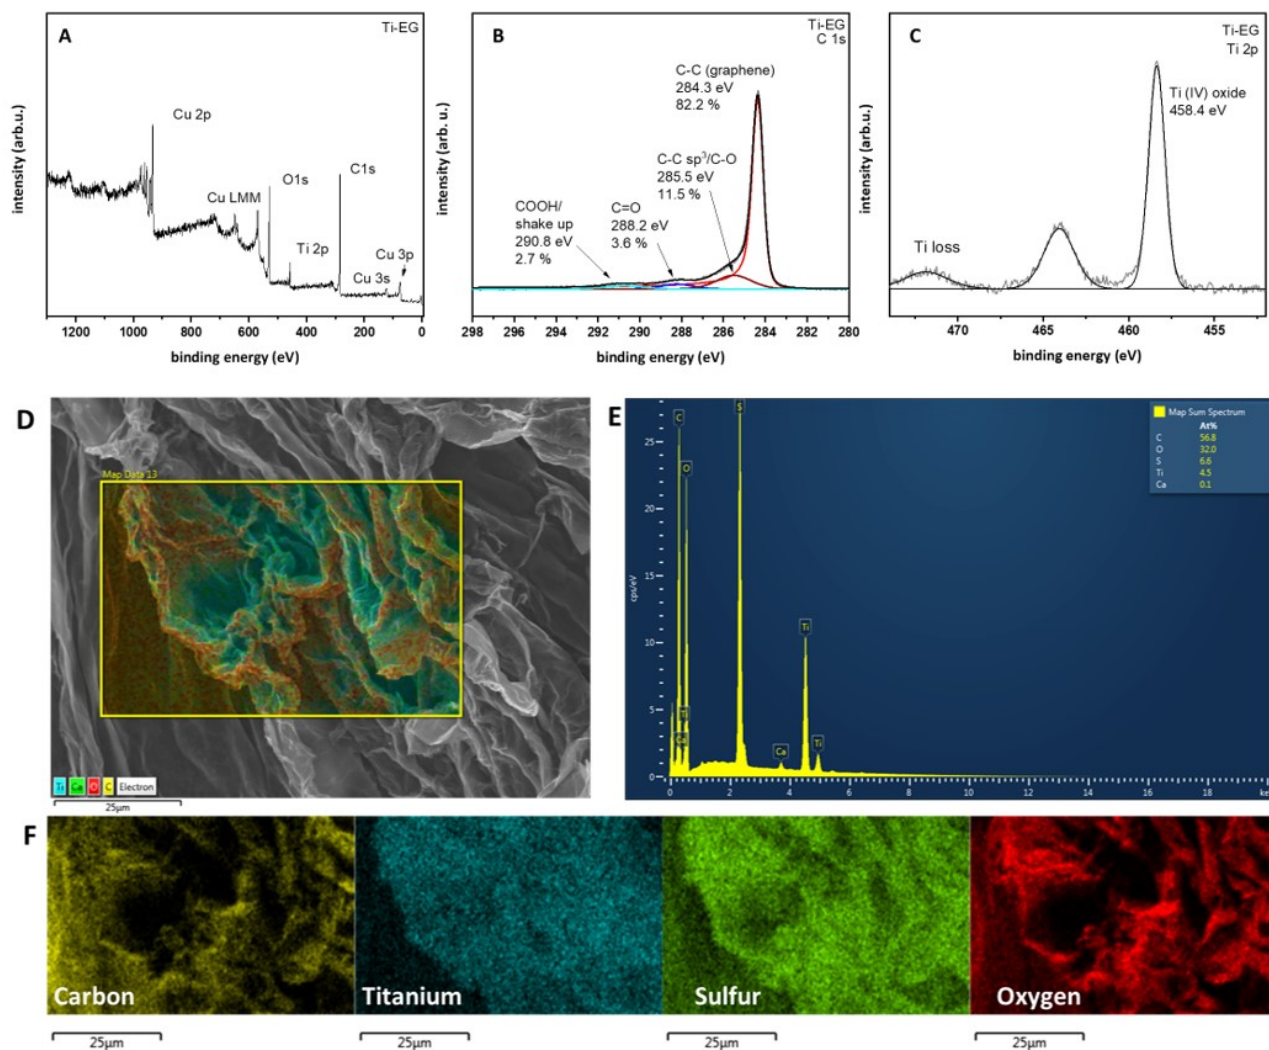 A
Ti-EG
Cu 2p
Cu LMM
O1s
C1s
Ti 2p
Cu 3p
Cu 3s
intensity (arb.u.)
1200 1000 800 600 400 200 0
binding energy (eV)
B
Ti-EG
C 1s
C-C (graphene)
284.3 eV
82.2 %
C-C sp³/C-O
285.5 eV
11.5 %
C=O
288.2 eV
3.6 %
COOH/
shake up
290.8 eV
2.7 %
intensity (arb. u.)
298 296 294 292 290 288 286 284 282 280
binding energy (eV)
C
Ti-EG
Ti 2p
Ti (IV) oxide
458.4 eV
Ti loss
intensity (arb. u.)
470 465 460 455
binding energy (eV)
D
Map Data 13
Ti Ca O C Electron
25µm
E
Map Sum Spectrum
At%
C 56.8
O 32.0
S 6.6
Ti 4.5
Ca 0.1
cps/eV
25
20
15
10
5
0
C
O
S
Ti
Ti
Ca
Ca
Ti
0 2 4 6 8 10 12 14 16 18 ke
F
Carbon
Titanium
Sulfur
Oxygen
25µm
25µm
25µm
25µm